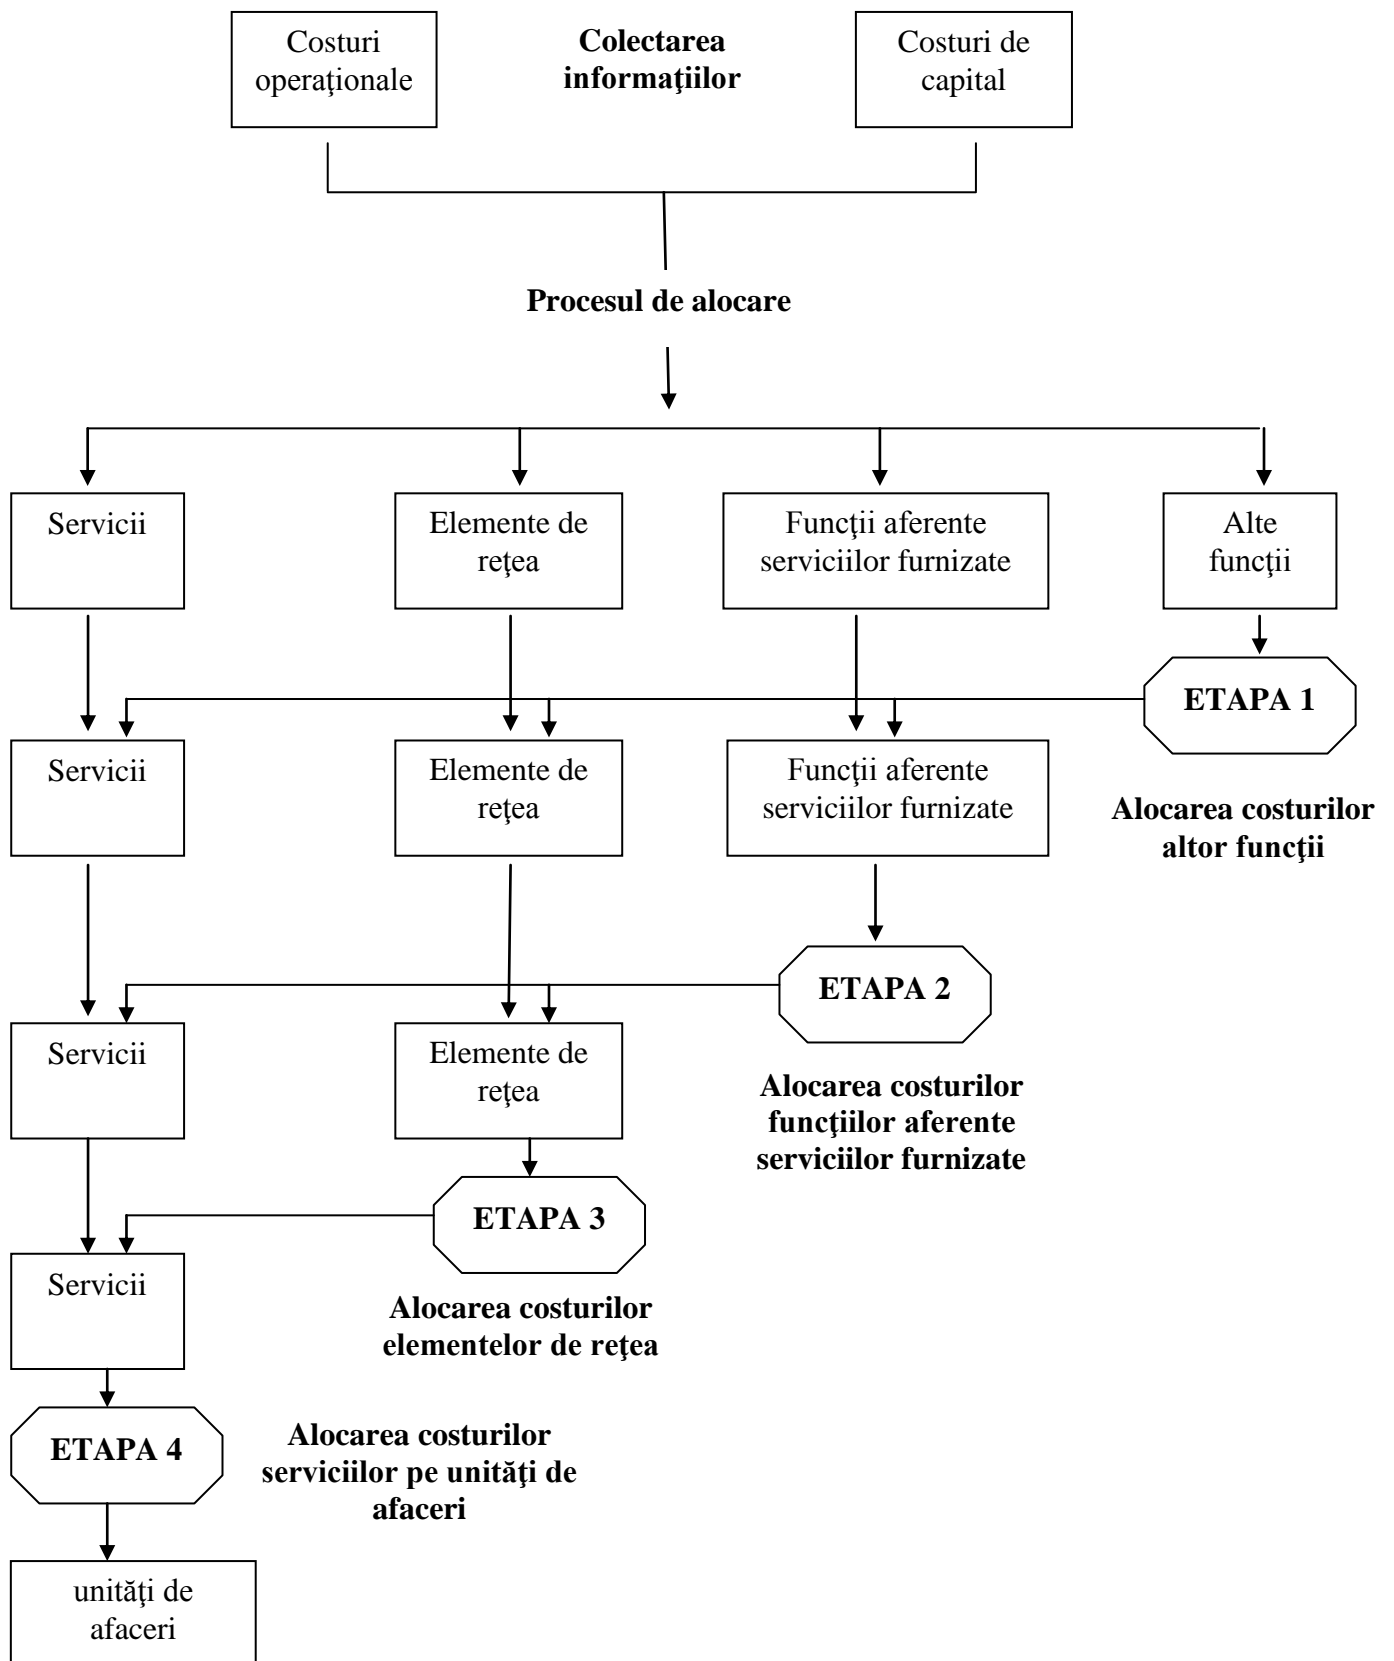 Costuri
operaţionale
Colectarea
informaţiilor
Costuri de
capital
Procesul de alocare
Servicii
Elemente de
reţea
Funcţii aferente
serviciilor furnizate
Alte
funcţii
ETAPA 1
Servicii
Elemente de
reţea
Funcţii aferente
serviciilor furnizate
Alocarea costurilor
altor funcţii
ETAPA 2
Servicii
Elemente de
reţea
Alocarea costurilor
funcţiilor aferente
serviciilor furnizate
ETAPA 3
Servicii
Alocarea costurilor
elementelor de reţea
ETAPA 4
Alocarea costurilor
serviciilor pe unităţi de
afaceri
unităţi de
afaceri